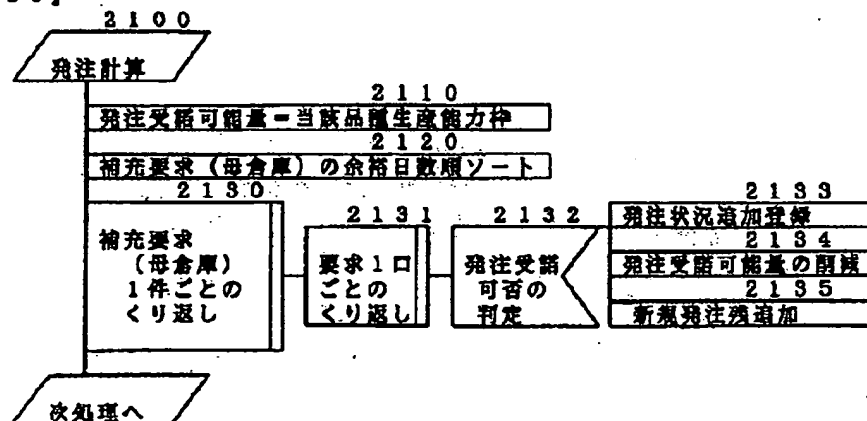 2100
発注計算
2110
発注受諾可能量=当該品種生産能力枠
2120
補充要求(母倉庫)の余裕日数順ソート
2130
補充要求
(母倉庫)
1件ごとの
くり返し
2131
要求1口
ごとの
くり返し
2132
発注受諾
可否の
判定
2133
発注状況追加登録
2134
発注受諾可能量の削減
2135
新規発注残追加
次処理へ